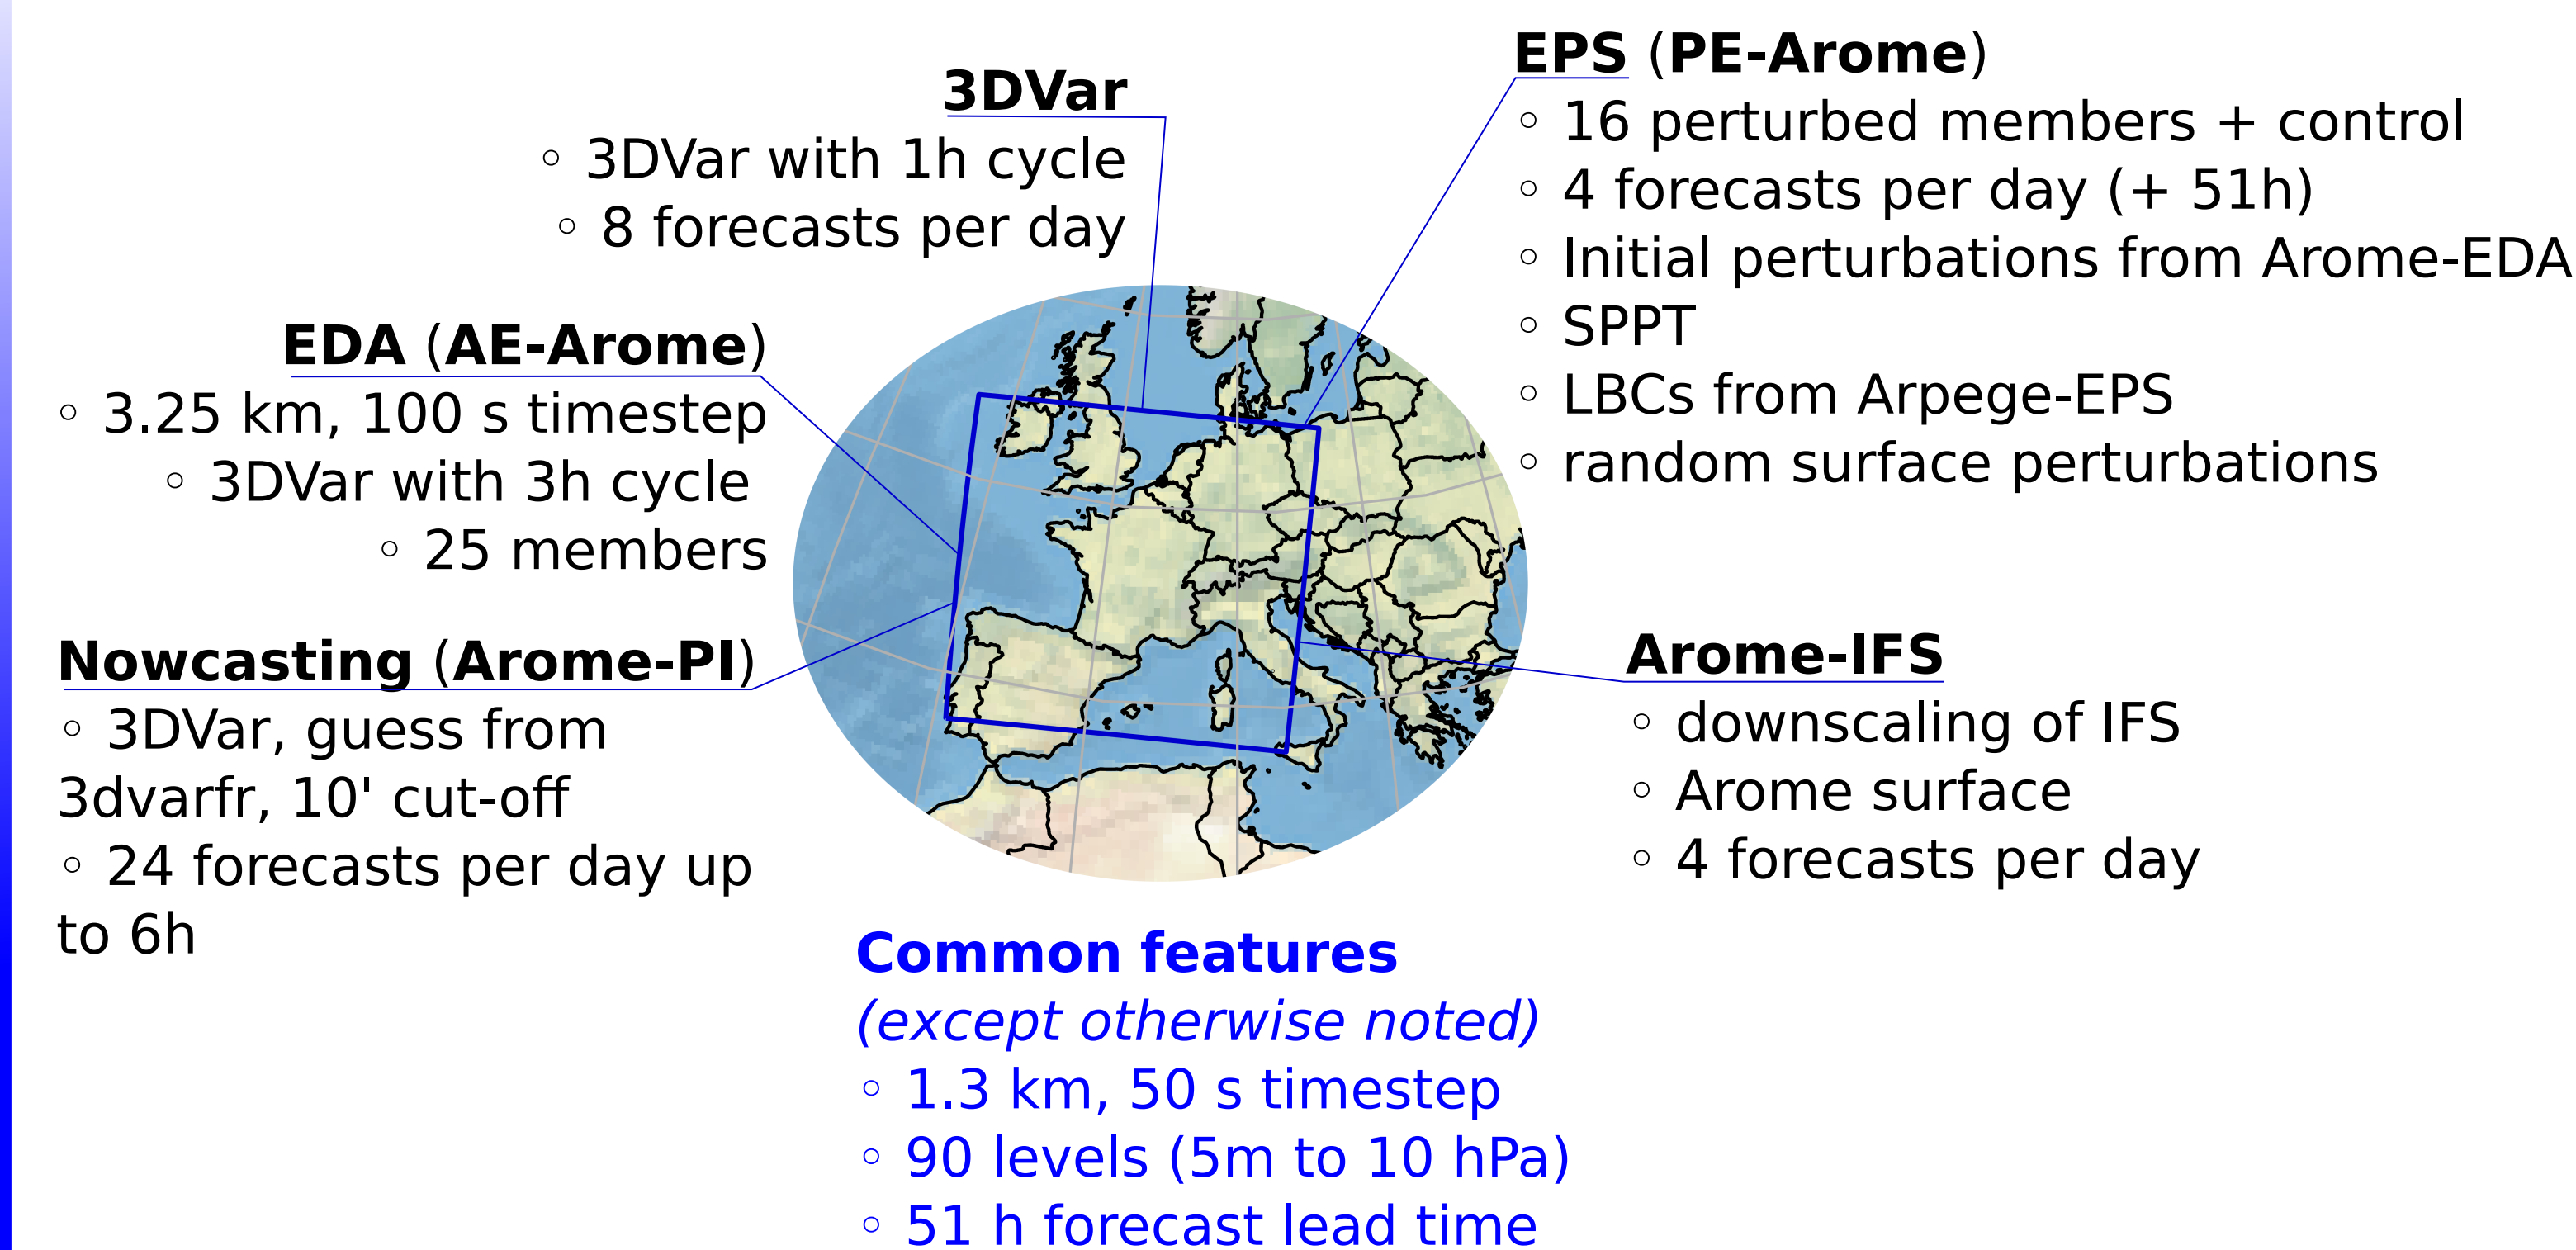 3DVar
◦ 3DVar with 1h cycle
◦ 8 forecasts per day
EPS (PE-Arome)
◦ 16 perturbed members + control
◦ 4 forecasts per day (+ 51h)
◦ Initial perturbations from Arome-EDA
◦ SPPT
◦ LBCs from Arpege-EPS
◦ random surface perturbations
EDA (AE-Arome)
◦ 3.25 km, 100 s timestep
◦ 3DVar with 3h cycle
◦ 25 members
Nowcasting (Arome-PI)
◦ 3DVar, guess from
3dvarfr, 10' cut-off
◦ 24 forecasts per day up
to 6h
Arome-IFS
◦ downscaling of IFS
◦ Arome surface
◦ 4 forecasts per day
Common features
(except otherwise noted)
◦ 1.3 km, 50 s timestep
◦ 90 levels (5m to 10 hPa)
◦ 51 h forecast lead time